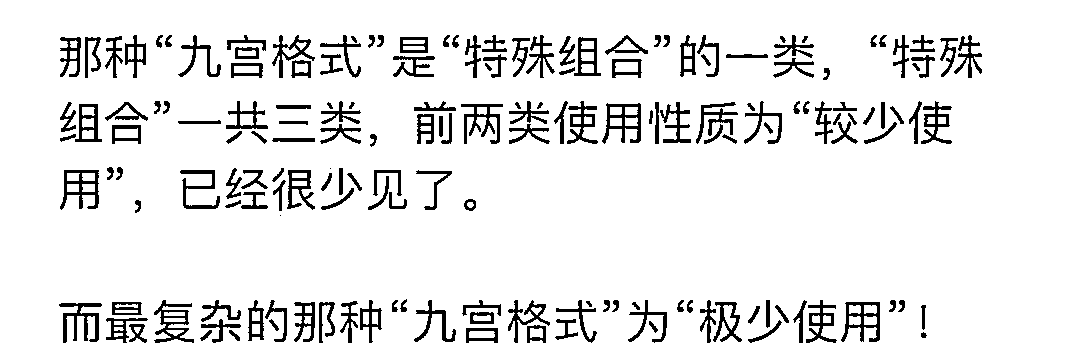 那种“九宫格式”是“特殊组合”的一类，“特殊
组合”一共三类，前两类使用性质为“较少使
用”，已经很少见了。
而最复杂的那种“九宫格式”为“极少使用”！